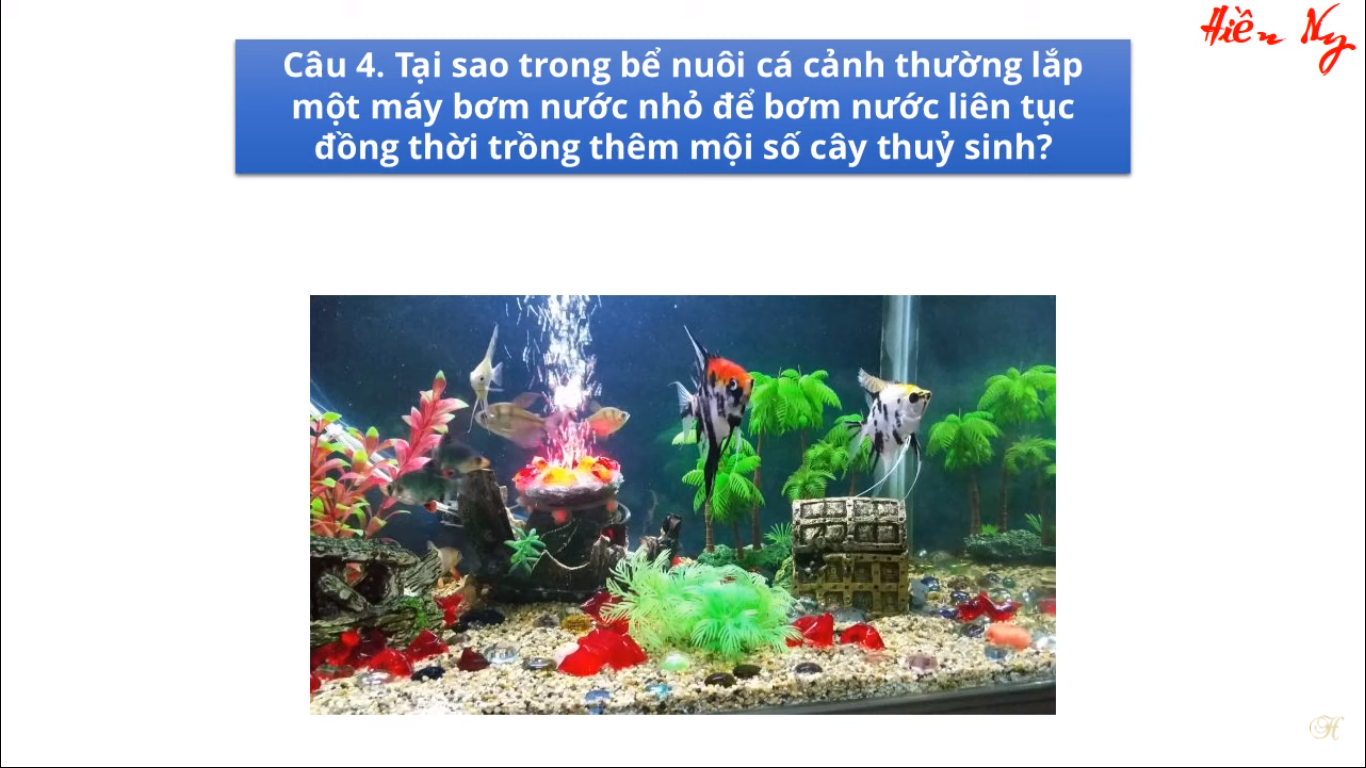 Hiền Ny
Câu 4. Tại sao trong bể nuôi cá cảnh thường lắp
một máy bơm nước nhỏ để bơm nước liên tục
đồng thời trồng thêm mội số cây thuỷ sinh?
H